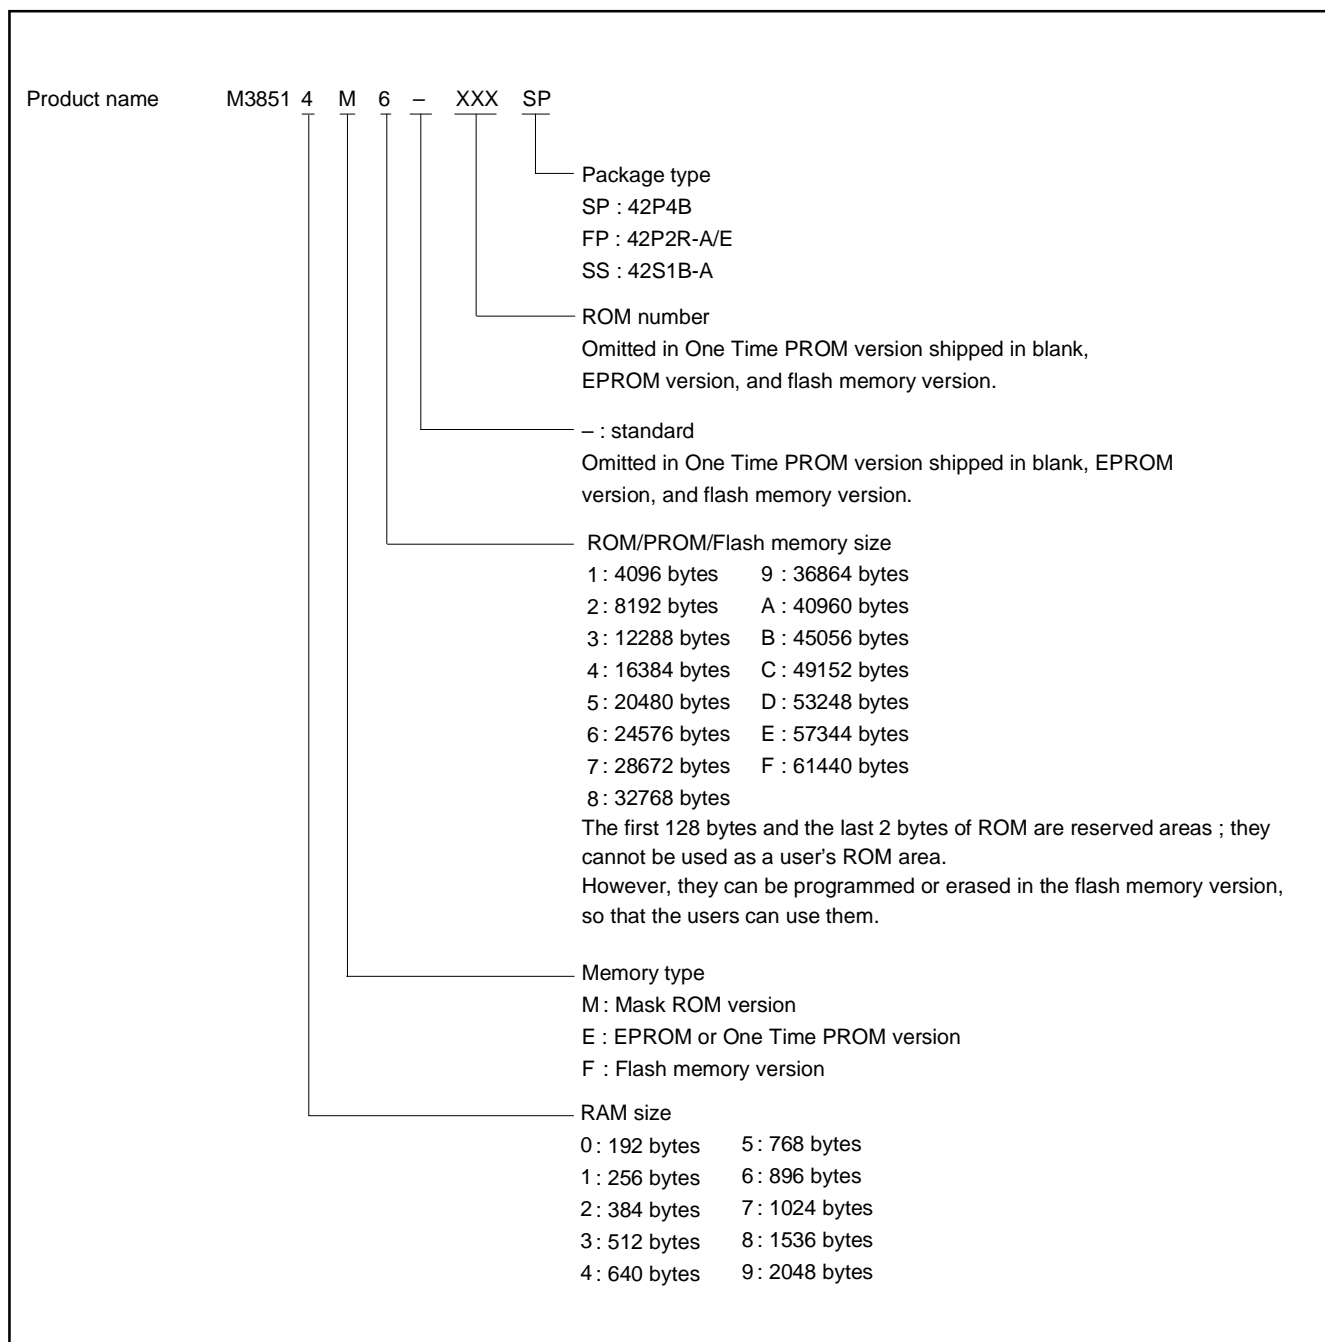 Product name M3851 4 M 6 – XXX SP
Package type
SP : 42P4B
FP : 42P2R-A/E
SS : 42S1B-A
ROM number
Omitted in One Time PROM version shipped in blank,
EPROM version, and flash memory version.
– : standard
Omitted in One Time PROM version shipped in blank, EPROM
version, and flash memory version.
ROM/PROM/Flash memory size
1 : 4096 bytes 9 : 36864 bytes
2 : 8192 bytes A : 40960 bytes
3 : 12288 bytes B : 45056 bytes
4 : 16384 bytes C : 49152 bytes
5 : 20480 bytes D : 53248 bytes
6 : 24576 bytes E : 57344 bytes
7 : 28672 bytes F : 61440 bytes
8 : 32768 bytes
The first 128 bytes and the last 2 bytes of ROM are reserved areas ; they
cannot be used as a user’s ROM area.
However, they can be programmed or erased in the flash memory version,
so that the users can use them.
Memory type
M : Mask ROM version
E : EPROM or One Time PROM version
F : Flash memory version
RAM size
0 : 192 bytes 5 : 768 bytes
1 : 256 bytes 6 : 896 bytes
2 : 384 bytes 7 : 1024 bytes
3 : 512 bytes 8 : 1536 bytes
4 : 640 bytes 9 : 2048 bytes